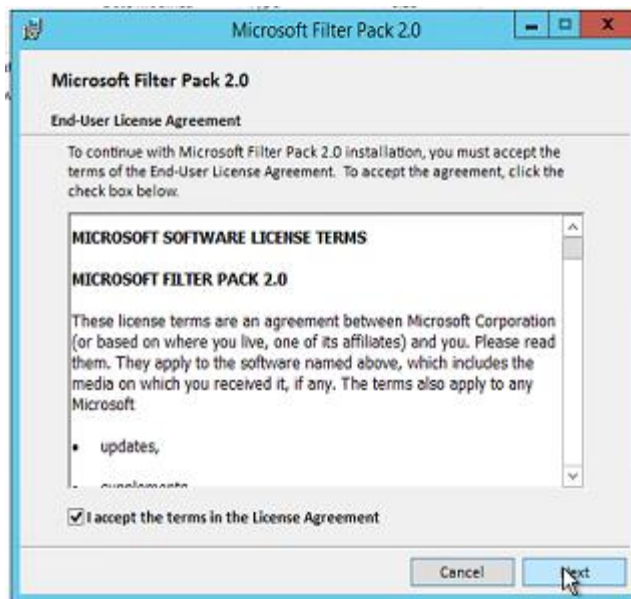 Microsoft Filter Pack 2.0
Microsoft Filter Pack 2.0
End-User License Agreement
To continue with Microsoft Filter Pack 2.0 installation, you must accept the
terms of the End-User License Agreement. To accept the agreement, click the
check box below.
MICROSOFT SOFTWARE LICENSE TERMS
MICROSOFT FILTER PACK 2.0
These license terms are an agreement between Microsoft Corporation
(or based on where you live, one of its affiliates) and you. Please read
them. They apply to the software named above, which includes the
media on which you received it, if any. The terms also apply to any
Microsoft
• updates,
• supplements
I accept the terms in the License Agreement
Cancel
Next